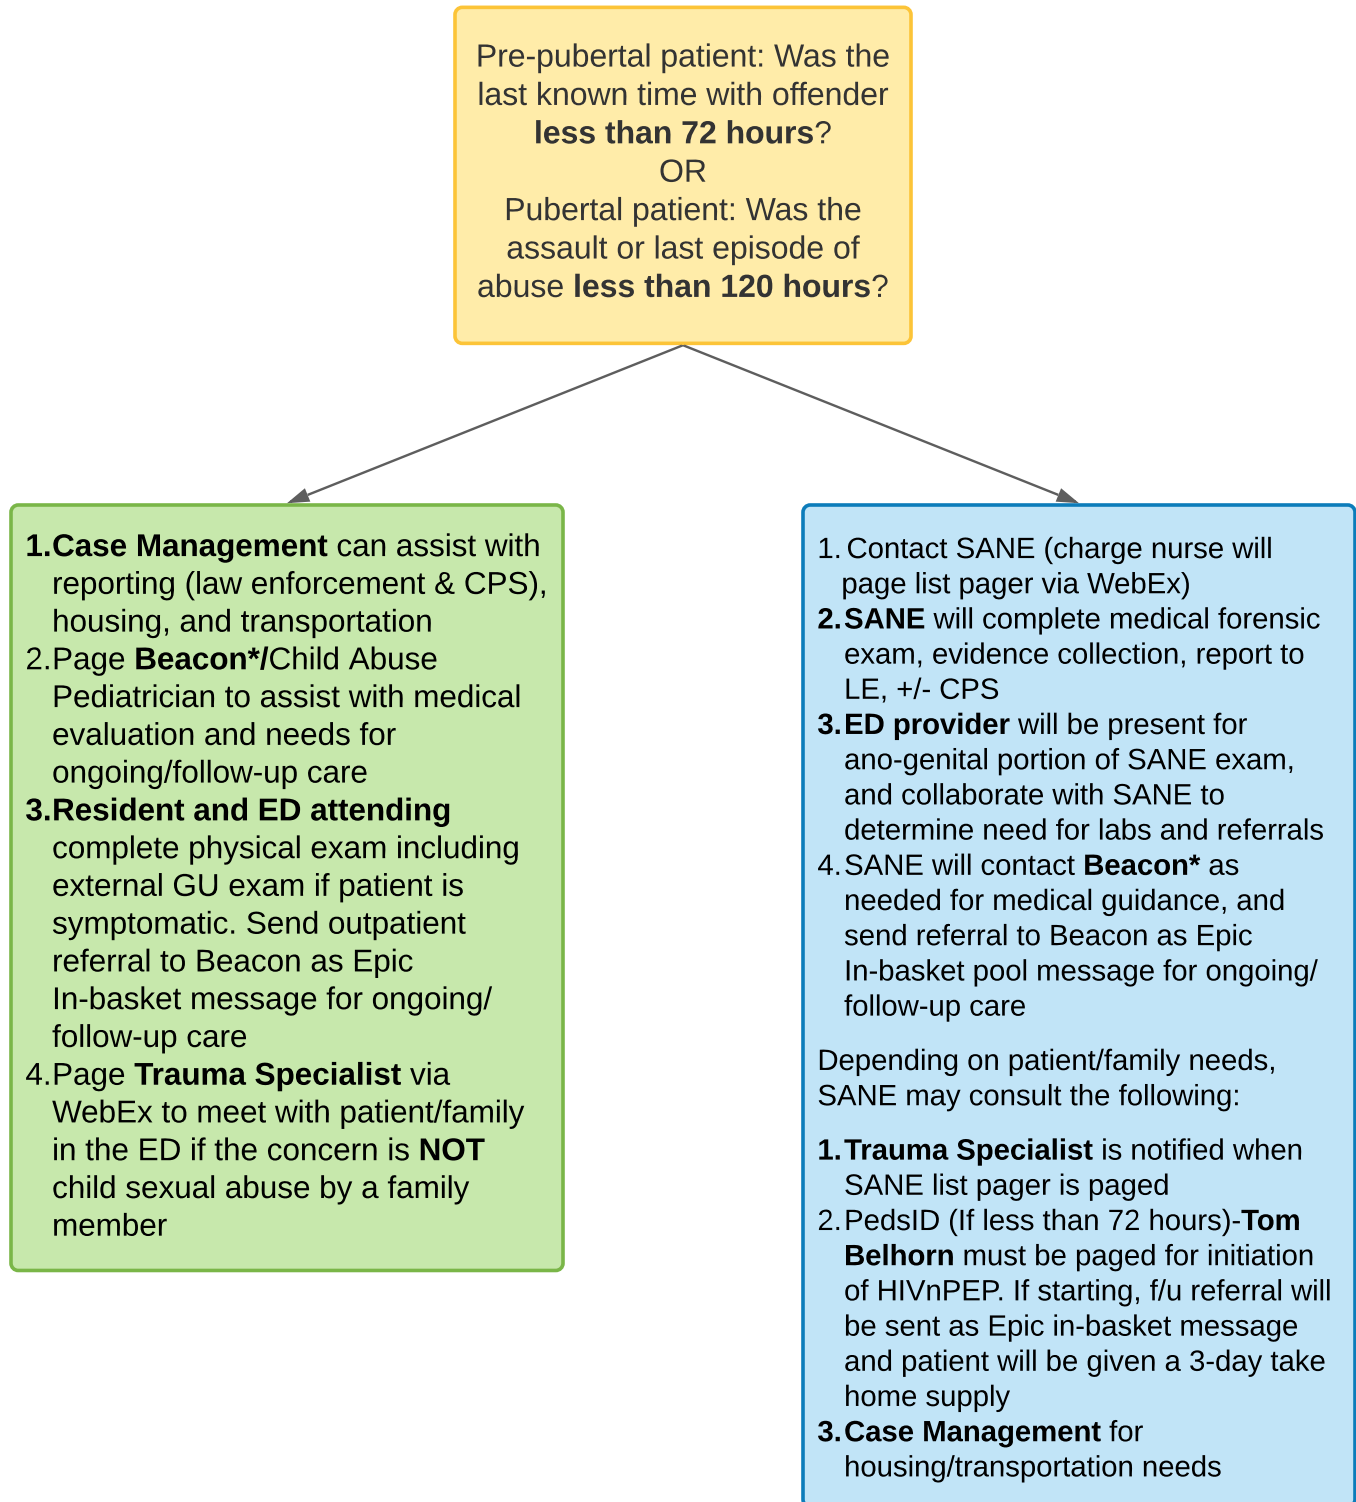 Pre-pubertal patient: Was the
last known time with offender
less than 72 hours?
OR
Pubertal patient: Was the
assault or last episode of
abuse less than 120 hours?
1.Case Management can assist with
reporting (law enforcement & CPS),
housing, and transportation
2.Page Beacon*/Child Abuse
Pediatrician to assist with medical
evaluation and needs for
ongoing/follow-up care
3.Resident and ED attending
complete physical exam including
external GU exam if patient is
symptomatic. Send outpatient
referral to Beacon as Epic
In-basket message for ongoing/
follow-up care
4.Page Trauma Specialist via
WebEx to meet with patient/family
in the ED if the concern is NOT
child sexual abuse by a family
member
1. Contact SANE (charge nurse will
page list pager via WebEx)
2.SANE will complete medical forensic
exam, evidence collection, report to
LE, +/- CPS
3.ED provider will be present for
ano-genital portion of SANE exam,
and collaborate with SANE to
determine need for labs and referrals
4.SANE will contact Beacon* as
needed for medical guidance, and
send referral to Beacon as Epic
In-basket pool message for ongoing/
follow-up care
Depending on patient/family needs,
SANE may consult the following:
1.Trauma Specialist is notified when
SANE list pager is paged
2.PedsID (If less than 72 hours)-Tom
Belhorn must be paged for initiation
of HIVnPEP. If starting, f/u referral will
be sent as Epic in-basket message
and patient will be given a 3-day take
home supply
3.Case Management for
housing/transportation needs